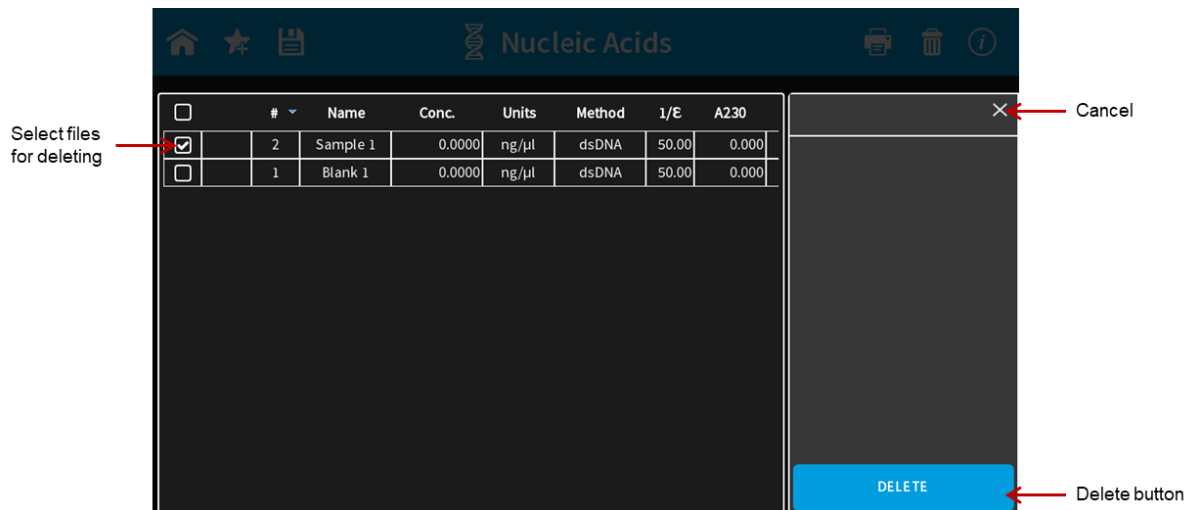 Nucleic Acids
# Name Conc. Units Method 1/Ɛ A230
Cancel
Select files
for deleting
2 Sample 1 0.0000 ng/µl dsDNA 50.00 0.000
1 Blank 1 0.0000 ng/µl dsDNA 50.00 0.000
DELETE
Delete button